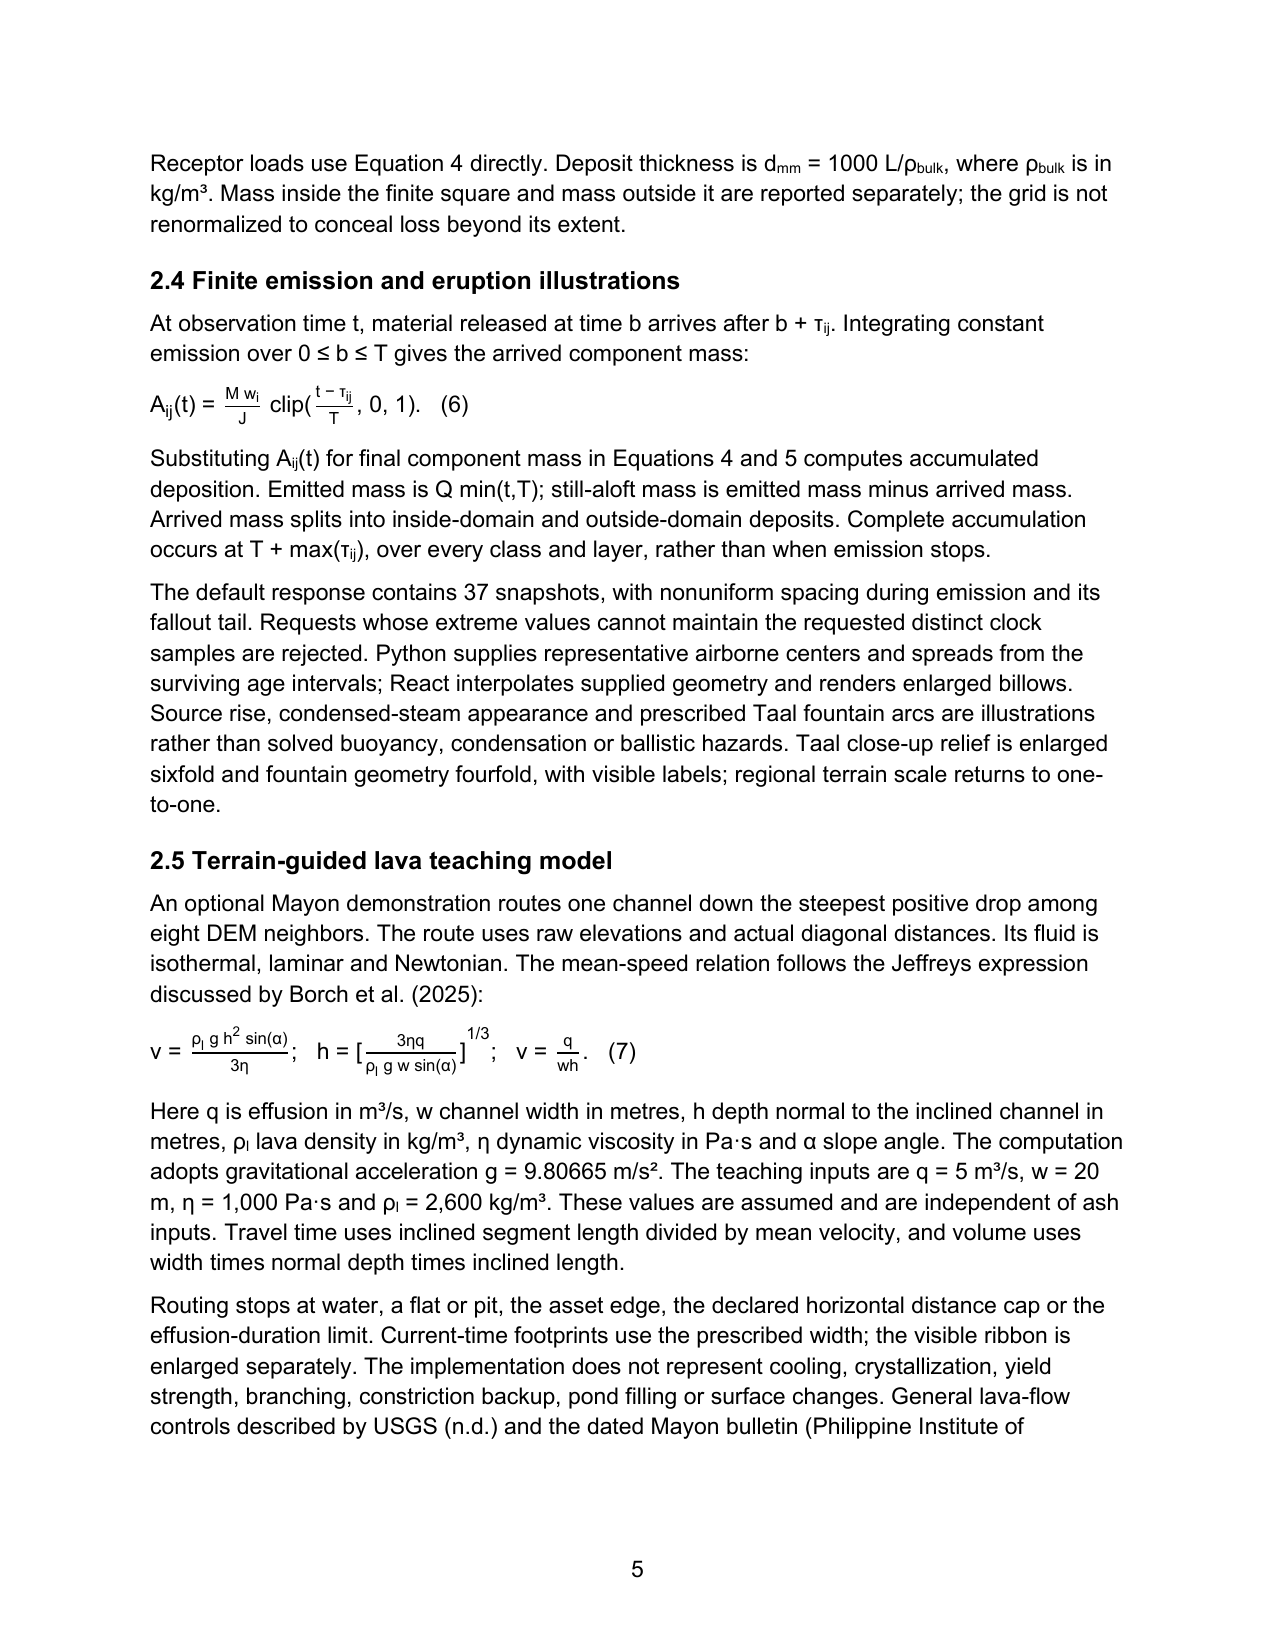 Receptor loads use Equation 4 directly. Deposit thickness is dmm = 1000 L/ρbulk, where ρbulk is in
kg/m³. Mass inside the finite square and mass outside it are reported separately; the grid is not
renormalized to conceal loss beyond its extent.
2.4 Finite emission and eruption illustrations
At observation time t, material released at time b arrives after b + τij. Integrating constant
emission over 0 ≤ b ≤ T gives the arrived component mass:
Aij(t) = M wi / J clip( t − τij / T , 0, 1). (6)
Substituting Aij(t) for final component mass in Equations 4 and 5 computes accumulated
deposition. Emitted mass is Q min(t,T); still-aloft mass is emitted mass minus arrived mass.
Arrived mass splits into inside-domain and outside-domain deposits. Complete accumulation
occurs at T + max(τij), over every class and layer, rather than when emission stops.
The default response contains 37 snapshots, with nonuniform spacing during emission and its
fallout tail. Requests whose extreme values cannot maintain the requested distinct clock
samples are rejected. Python supplies representative airborne centers and spreads from the
surviving age intervals; React interpolates supplied geometry and renders enlarged billows.
Source rise, condensed-steam appearance and prescribed Taal fountain arcs are illustrations
rather than solved buoyancy, condensation or ballistic hazards. Taal close-up relief is enlarged
sixfold and fountain geometry fourfold, with visible labels; regional terrain scale returns to one-
to-one.
2.5 Terrain-guided lava teaching model
An optional Mayon demonstration routes one channel down the steepest positive drop among
eight DEM neighbors. The route uses raw elevations and actual diagonal distances. Its fluid is
isothermal, laminar and Newtonian. The mean-speed relation follows the Jeffreys expression
discussed by Borch et al. (2025):
v = ρl g h² sin(α) / 3η; h = [ 3ηq / ρl g w sin(α) ]^1/3; v = q / wh. (7)
Here q is effusion in m³/s, w channel width in metres, h depth normal to the inclined channel in
metres, ρl lava density in kg/m³, η dynamic viscosity in Pa·s and α slope angle. The computation
adopts gravitational acceleration g = 9.80665 m/s². The teaching inputs are q = 5 m³/s, w = 20
m, η = 1,000 Pa·s and ρl = 2,600 kg/m³. These values are assumed and are independent of ash
inputs. Travel time uses inclined segment length divided by mean velocity, and volume uses
width times normal depth times inclined length.
Routing stops at water, a flat or pit, the asset edge, the declared horizontal distance cap or the
effusion-duration limit. Current-time footprints use the prescribed width; the visible ribbon is
enlarged separately. The implementation does not represent cooling, crystallization, yield
strength, branching, constriction backup, pond filling or surface changes. General lava-flow
controls described by USGS (n.d.) and the dated Mayon bulletin (Philippine Institute of
5